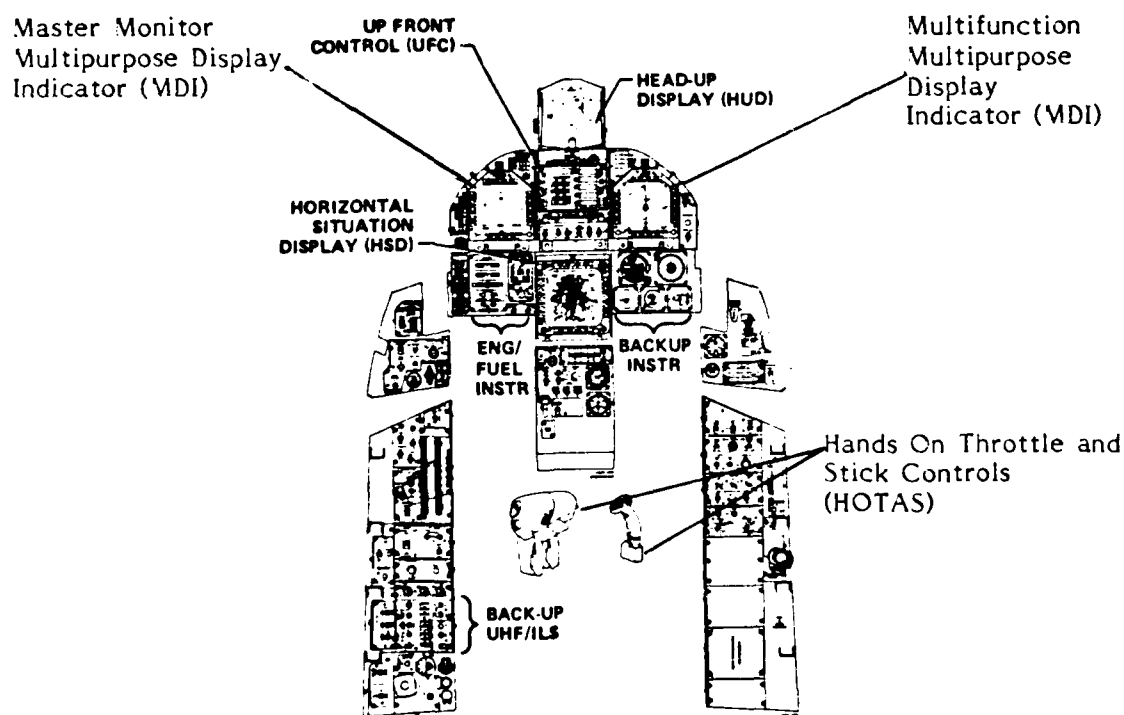 Master Monitor
Multipurpose Display
Indicator (MDI)
UP FRONT
CONTROL (UFC)
HEAD-UP
DISPLAY (HUD)
Multifunction
Multipurpose
Display
Indicator (MDI)
HORIZONTAL
SITUATION
DISPLAY (HSD)
ENG/
FUEL
INSTR
BACKUP
INSTR
Hands On Throttle and
Stick Controls
(HOTAS)
BACK-UP
UHF/ILS